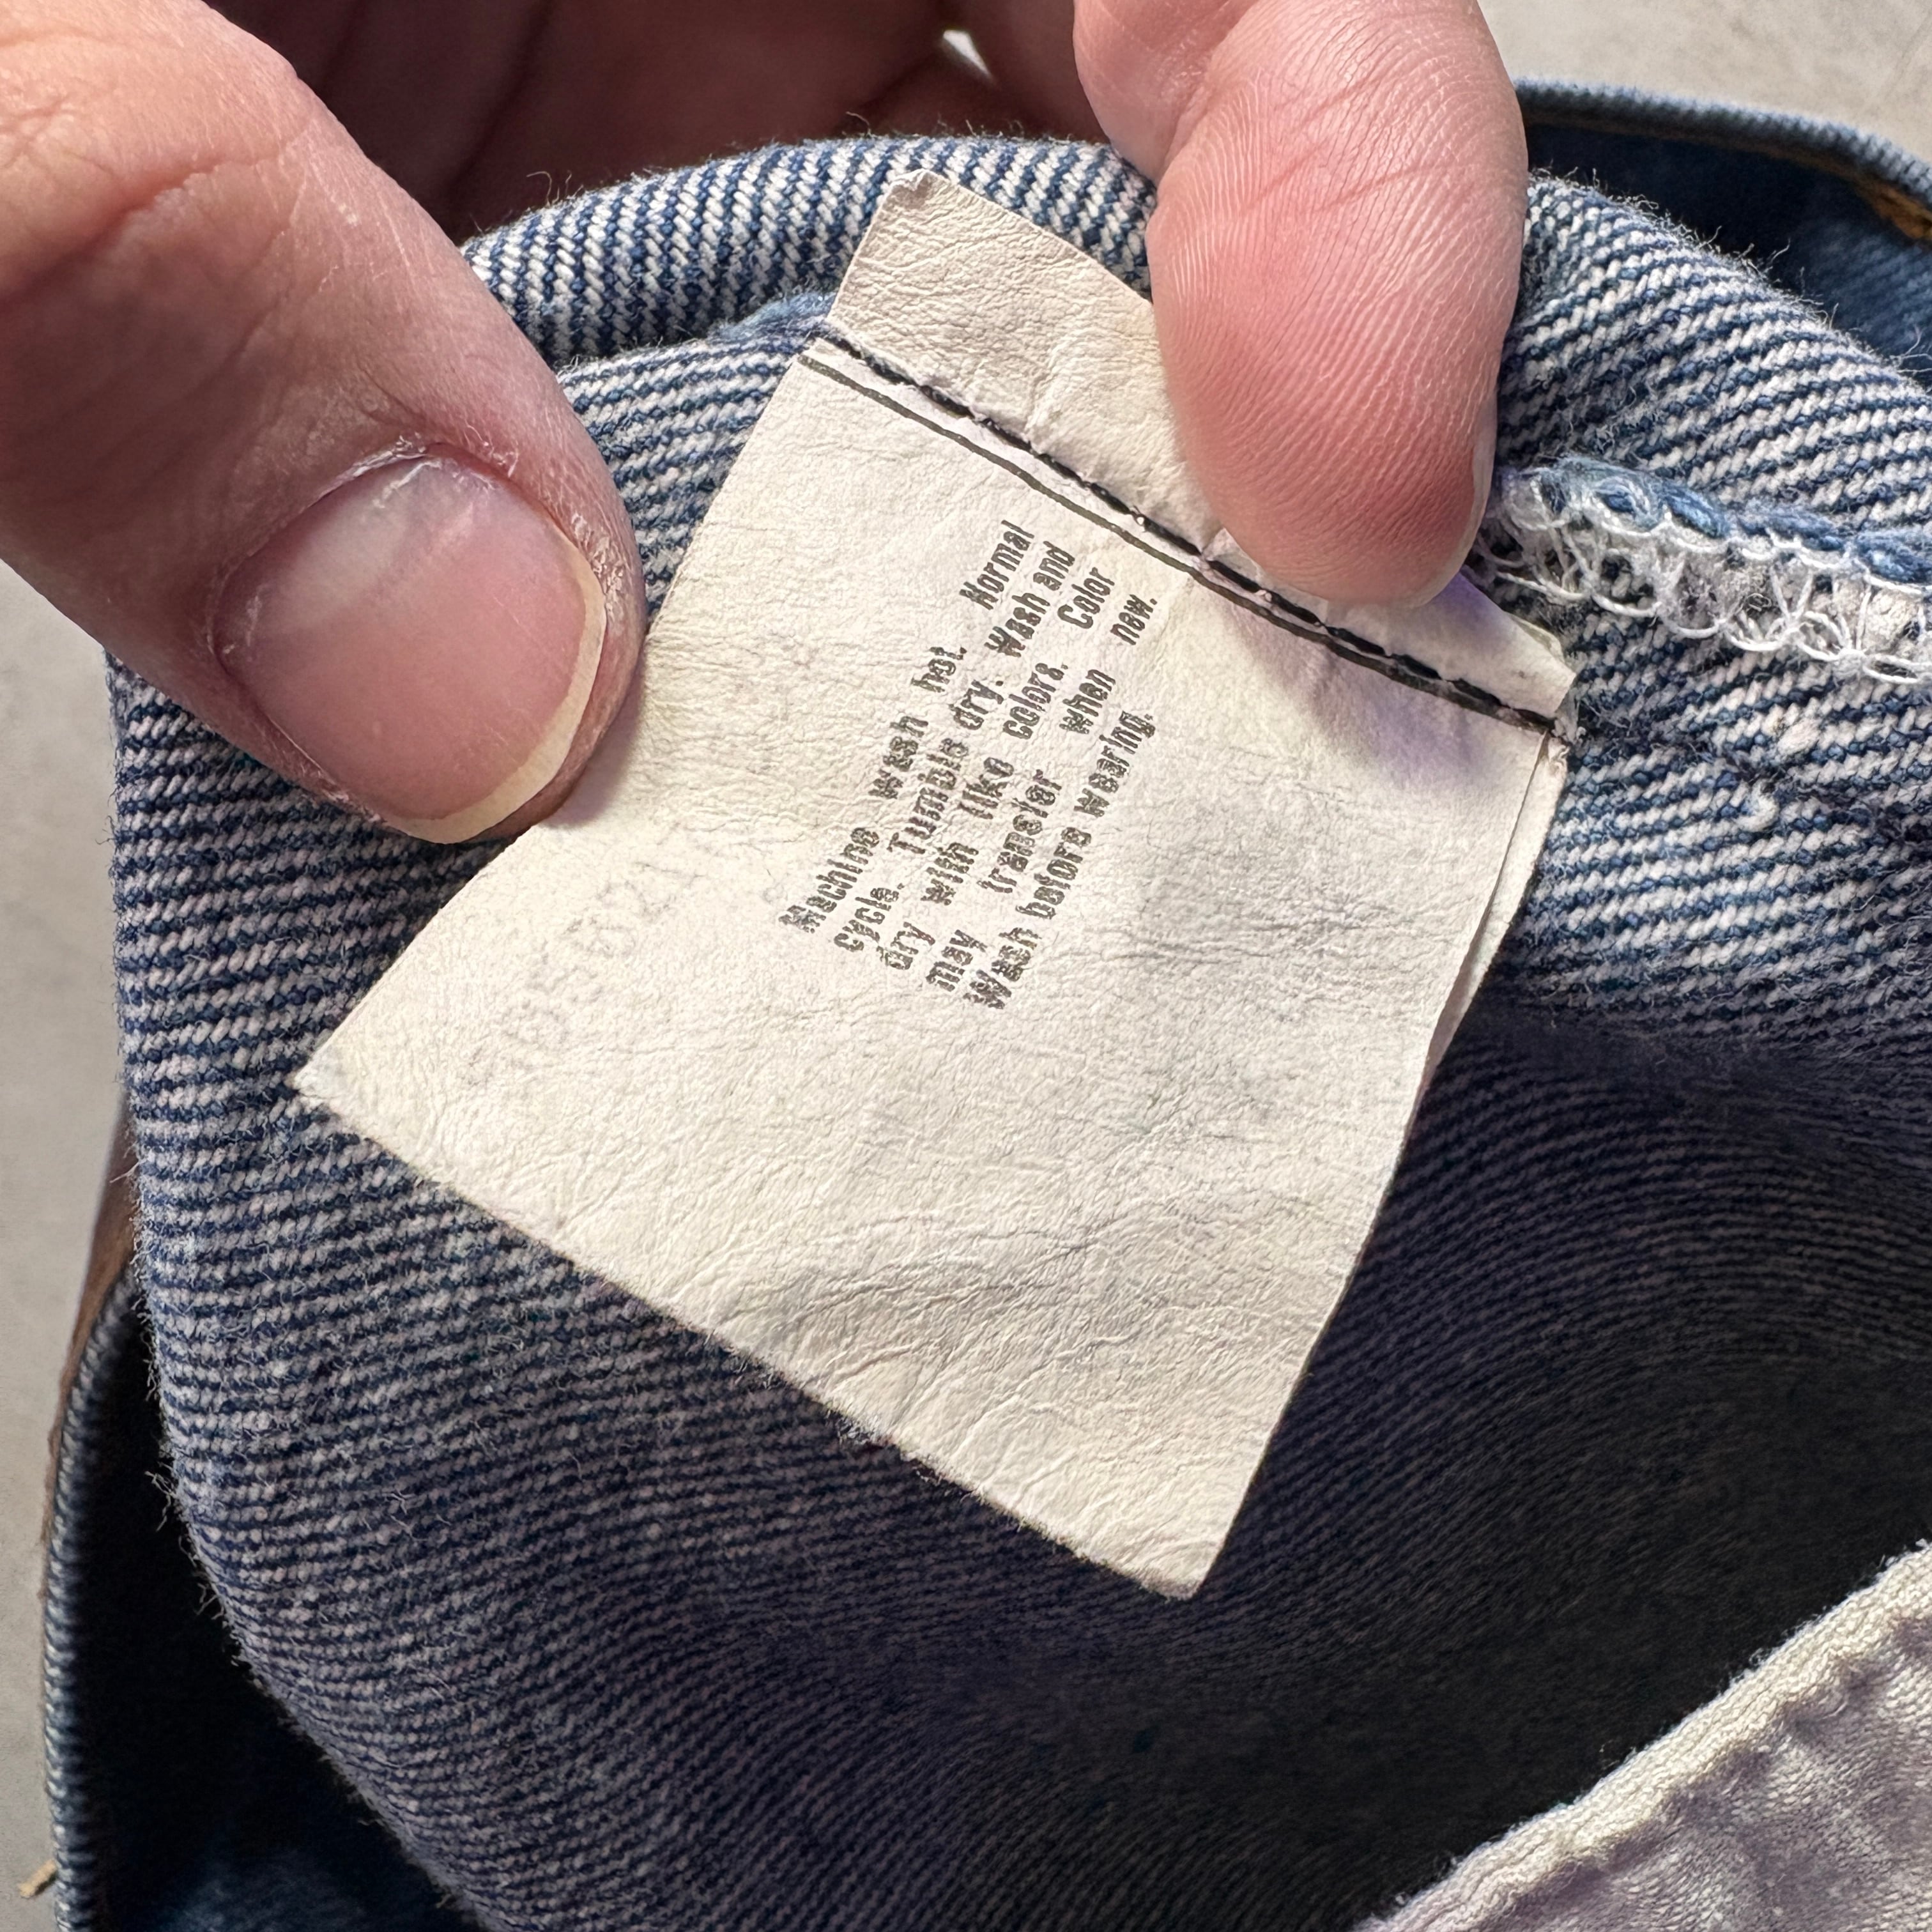 Machine wash hot. Normal
cycle. Tumble dry. Wash and
dry with like colors. Color
may transfer when new.
Wash before wearing.